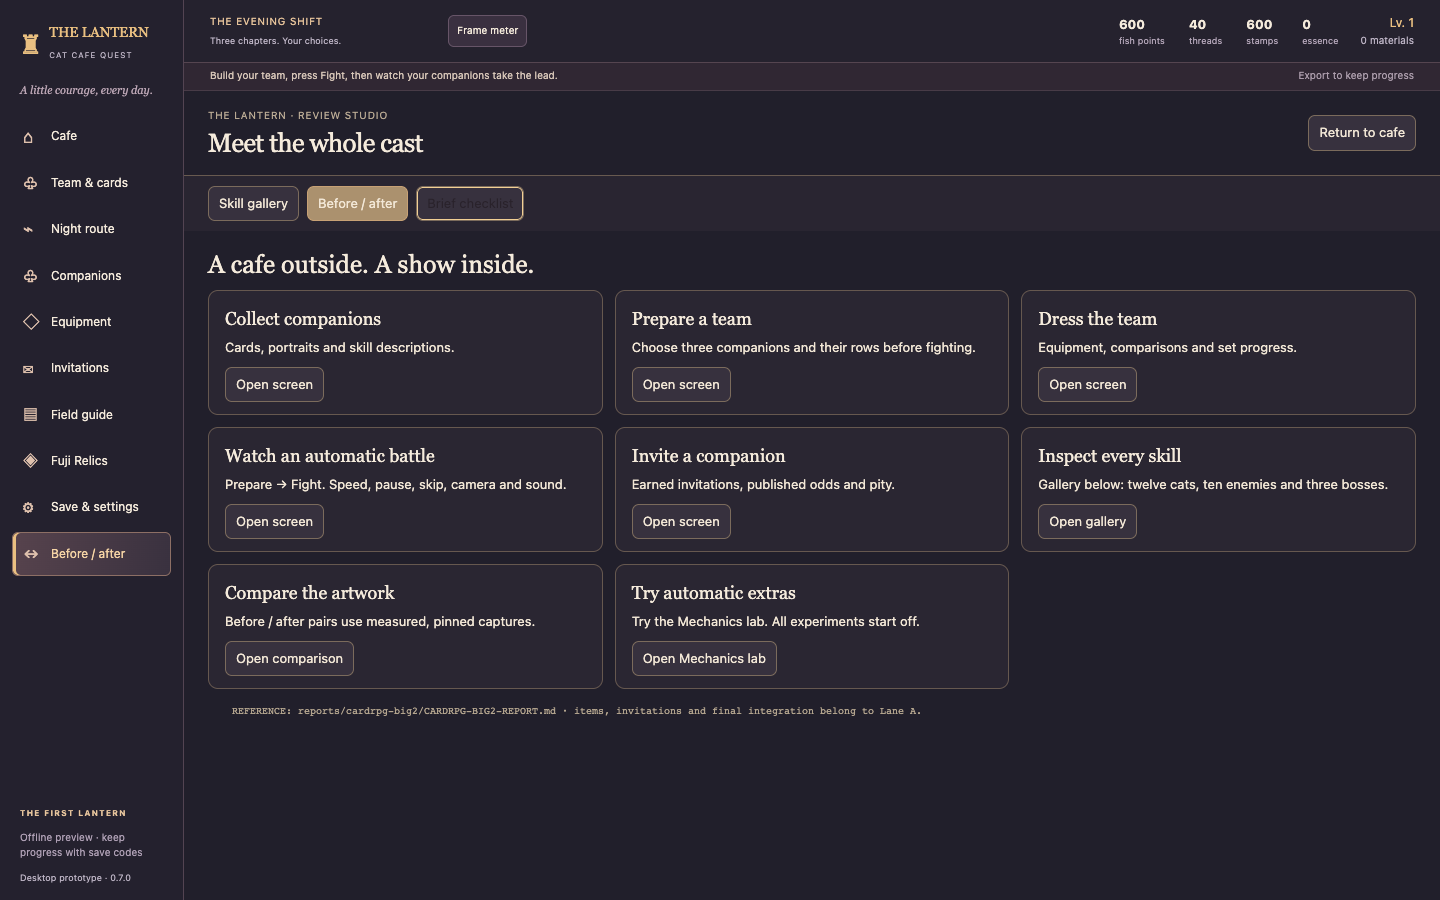 THE LANTERN
CAT CAFE QUEST
A little courage, every day.
Cafe
Team & cards
Night route
Companions
Equipment
Invitations
Field guide
Fuji Relics
Save & settings
Before / after
THE FIRST LANTERN
Offline preview · keep
progress with save codes
Desktop prototype · 0.7.0
THE EVENING SHIFT
Three chapters. Your choices.
Frame meter
600
fish points
40
threads
600
stamps
0
essence
Lv. 1
0 materials
Build your team, press Fight, then watch your companions take the lead.
Export to keep progress
THE LANTERN · REVIEW STUDIO
Meet the whole cast
Return to cafe
Skill gallery
Before / after
Brief checklist
A cafe outside. A show inside.
Collect companions
Cards, portraits and skill descriptions.
Open screen
Prepare a team
Choose three companions and their rows before fighting.
Open screen
Dress the team
Equipment, comparisons and set progress.
Open screen
Watch an automatic battle
Prepare → Fight. Speed, pause, skip, camera and sound.
Open screen
Invite a companion
Earned invitations, published odds and pity.
Open screen
Inspect every skill
Gallery below: twelve cats, ten enemies and three bosses.
Open gallery
Compare the artwork
Before / after pairs use measured, pinned captures.
Open comparison
Try automatic extras
Try the Mechanics lab. All experiments start off.
Open Mechanics lab
REFERENCE: reports/cardrpg-big2/CARDRPG-BIG2-REPORT.md · items, invitations and final integration belong to Lane A.